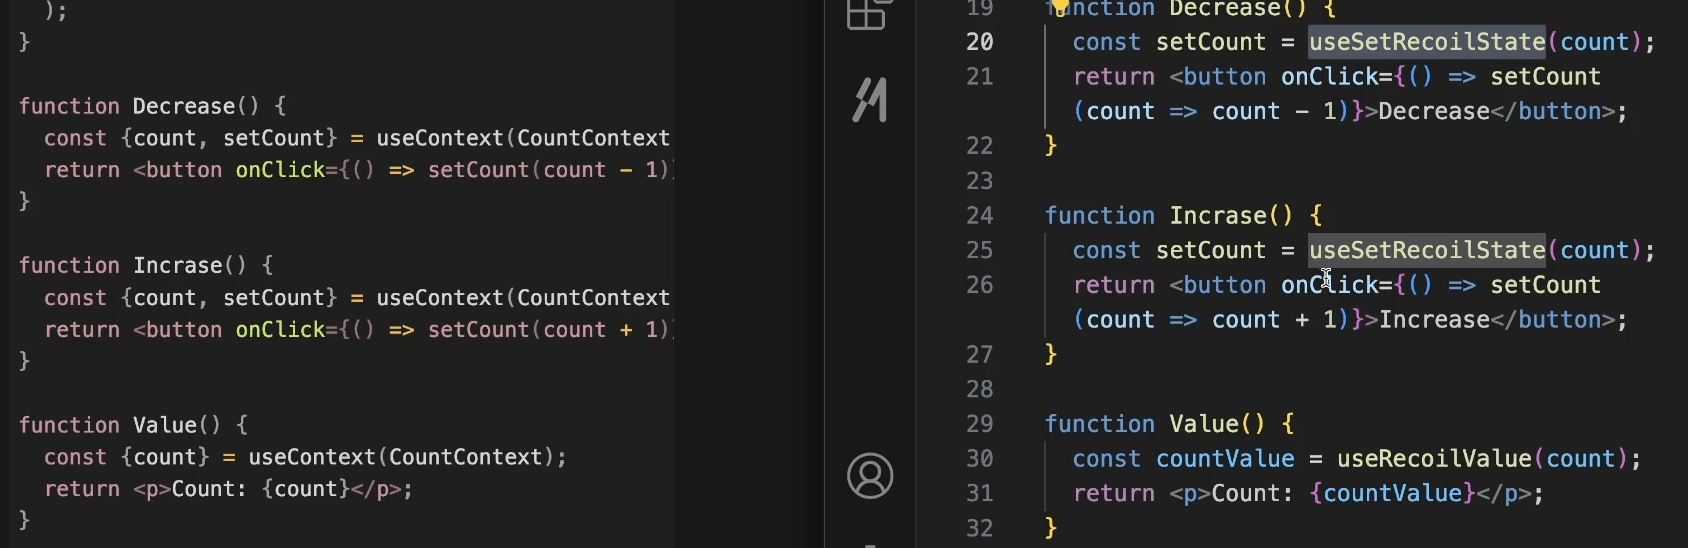 );
}
function Decrease() {
const {count, setCount} = useContext(CountContext
return <button onClick={() => setCount(count - 1)}
}
function Incrase() {
const {count, setCount} = useContext(CountContext
return <button onClick={() => setCount(count + 1)}
}
function Value() {
const {count} = useContext(CountContext);
return <p>Count: {count}</p>;
}
19 function Decrease() {
20 const setCount = useSetRecoilState(count);
21 return <button onClick={() => setCount
(count => count - 1)}>Decrease</button>;
22 }
23
24 function Incrase() {
25 const setCount = useSetRecoilState(count);
26 return <button onClick={() => setCount
(count => count + 1)}>Increase</button>;
27 }
28
29 function Value() {
30 const countValue = useRecoilValue(count);
31 return <p>Count: {countValue}</p>;
32 }